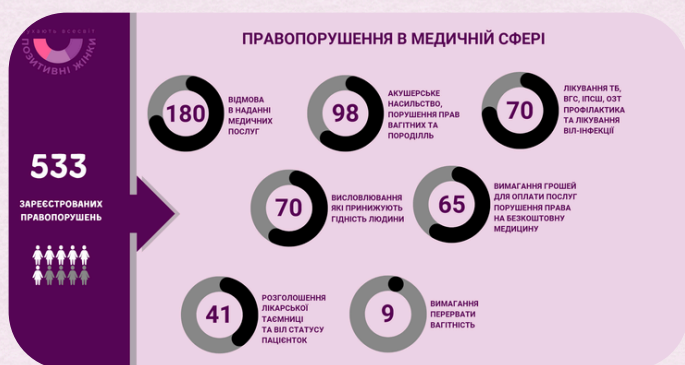 ПОЗИТИВНІ ЖІНКИ
ПРАВОПОРУШЕННЯ В МЕДИЧНІЙ СФЕРІ
533
ЗАРЕЄСТРОВАНИХ
ПРАВОПОРУШЕНЬ
180
ВІДМОВА
В НАДАННІ
МЕДИЧНИХ
ПОСЛУГ
98
АКУШЕРСЬКЕ
НАСИЛЬСТВО,
ПОРУШЕННЯ ПРАВ
ВАГІТНИХ ТА
ПОРОДІЛЛЬ
70
ЛІКУВАННЯ ТБ,
ВГС, ІПСШ, ОЗТ
ПРОФІЛАКТИКА
ТА ЛІКУВАННЯ
ВІЛ-ІНФЕКЦІЇ
70
ВИСЛОВЛЮВАННЯ
ЯКІ ПРИНИЖУЮТЬ
ГІДНІСТЬ ЛЮДИНИ
65
ВИМАГАННЯ ГРОШЕЙ
ДЛЯ ОПЛАТИ ПОСЛУГ
ПОРУШЕННЯ ПРАВА
НА БЕЗКОШТОВНУ
МЕДИЦИНУ
41
РОЗГОЛОШЕННЯ
ЛІКАРСЬКОЇ
ТАЄМНИЦІ
ТА ВІЛ СТАТУСУ
ПАЦІЄНТОК
9
ВИМАГАННЯ
ПЕРЕРВАТИ
ВАГІТНІСТЬ